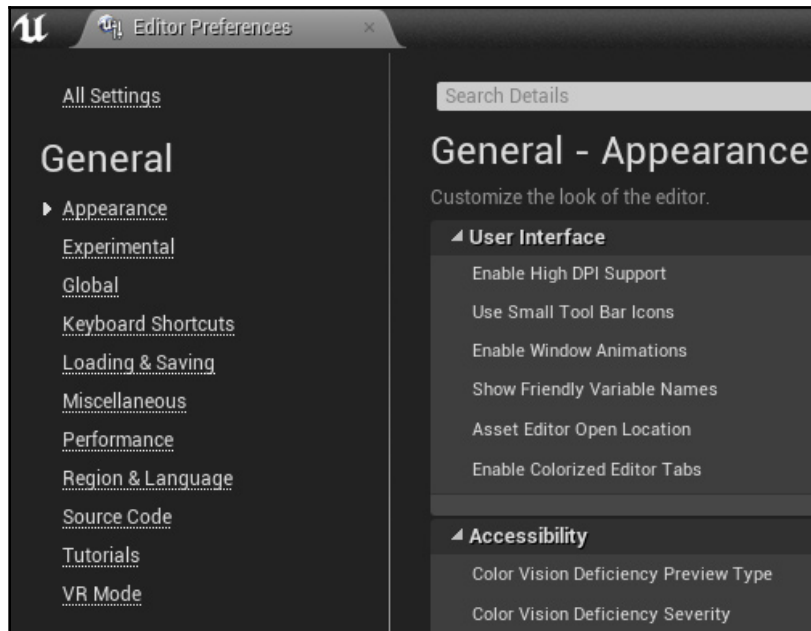 Editor Preferences
All Settings
General
Appearance
Experimental
Global
Keyboard Shortcuts
Loading & Saving
Miscellaneous
Performance
Region & Language
Source Code
Tutorials
VR Mode
Search Details
General - Appearance
Customize the look of the editor.
User Interface
Enable High DPI Support
Use Small Tool Bar Icons
Enable Window Animations
Show Friendly Variable Names
Asset Editor Open Location
Enable Colorized Editor Tabs
Accessibility
Color Vision Deficiency Preview Type
Color Vision Deficiency Severity